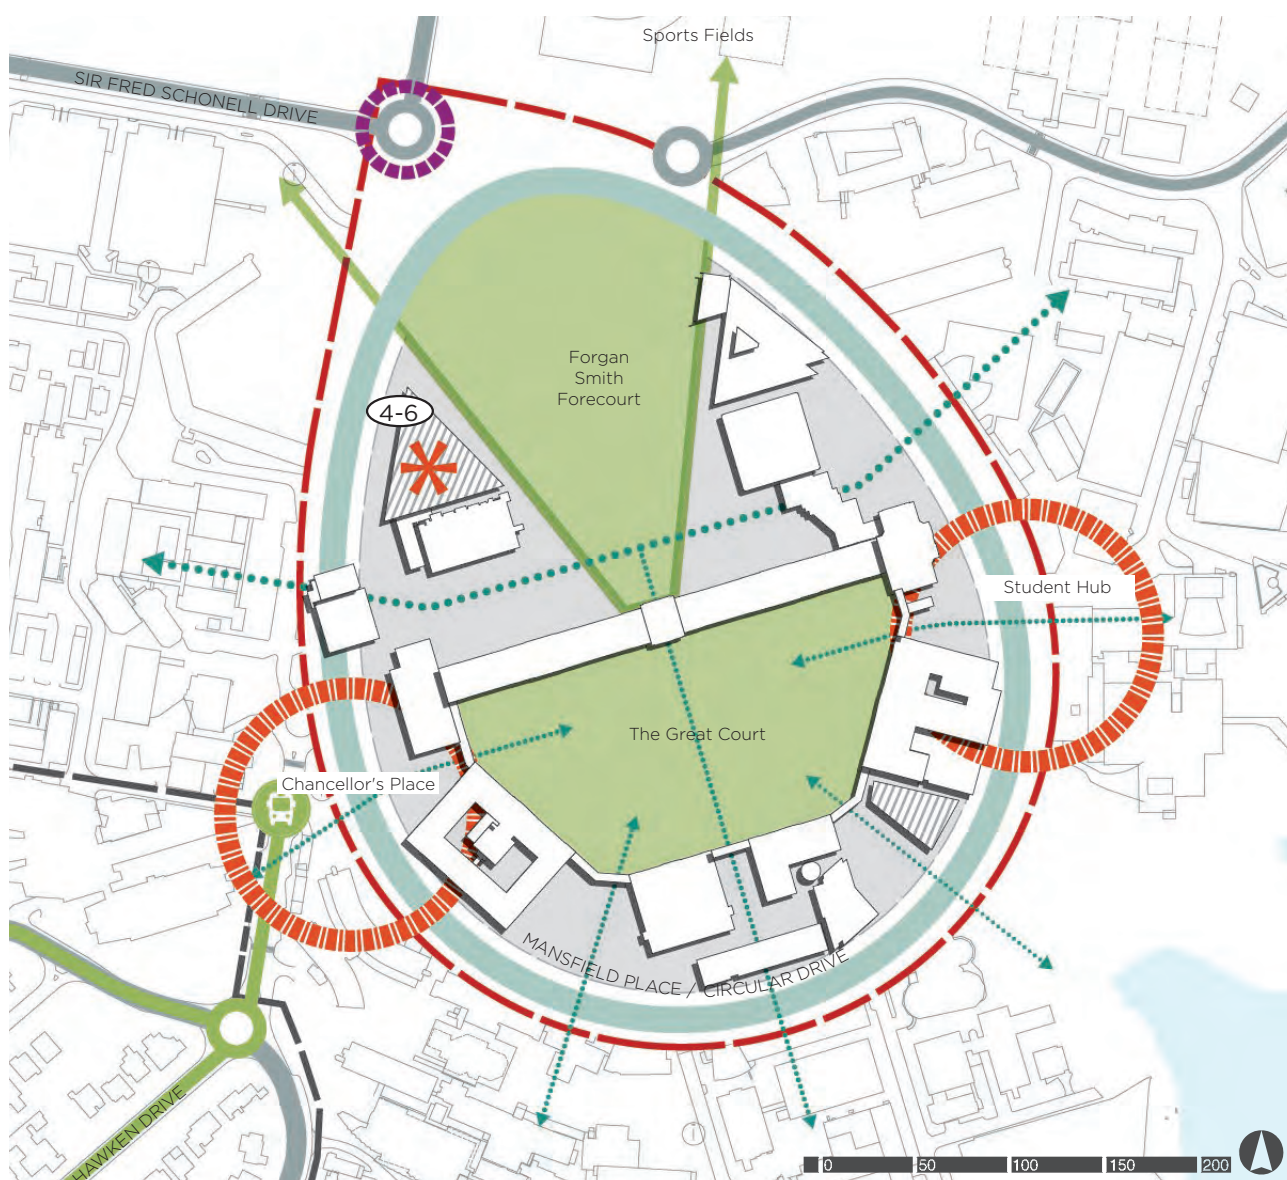 Sports Fields
SIR FRED SCHONELL DRIVE
Forgan
Smith
Forecourt
4-6
Student Hub
The Great Court
Chancellor's Place
MANSFIELD PLACE / CIRCULAR DRIVE
HAWKEN DRIVE
0 50 100 150 200